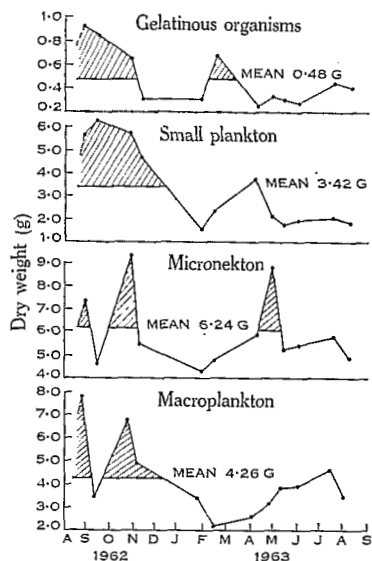 Gelatinous organisms
1·0
0·8
0·6
0·4
0·2
MEAN 0·48 G
Small plankton
6·0
5·0
4·0
3·0
2·0
1·0
MEAN 3·42 G
Dry weight (g)
Micronekton
9·0
8·0
7·0
6·0
5·0
4·0
MEAN 6·24 G
Macroplankton
8·0
7·0
6·0
5·0
4·0
3·0
2·0
MEAN 4·26 G
A S O N D J F M A M J J A S
1962 1963